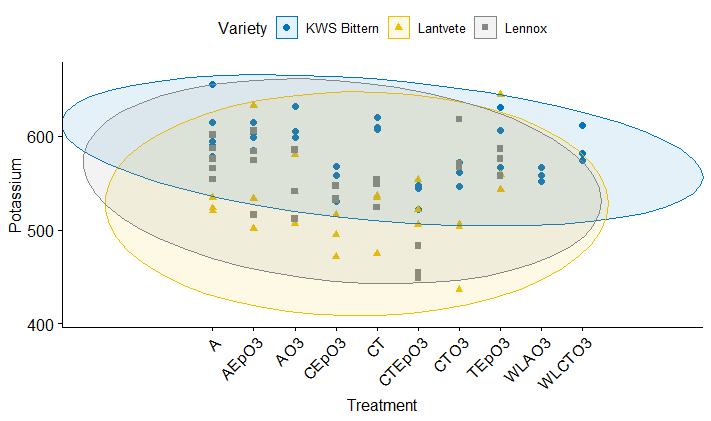 Variety KWS Bittern Lantvete Lennox
Potassium
600
500
400
A AEpO3 AO3 CEpO3 CT CTEpO3 CTO3 TEpO3 WLAO3 WLCTO3
Treatment